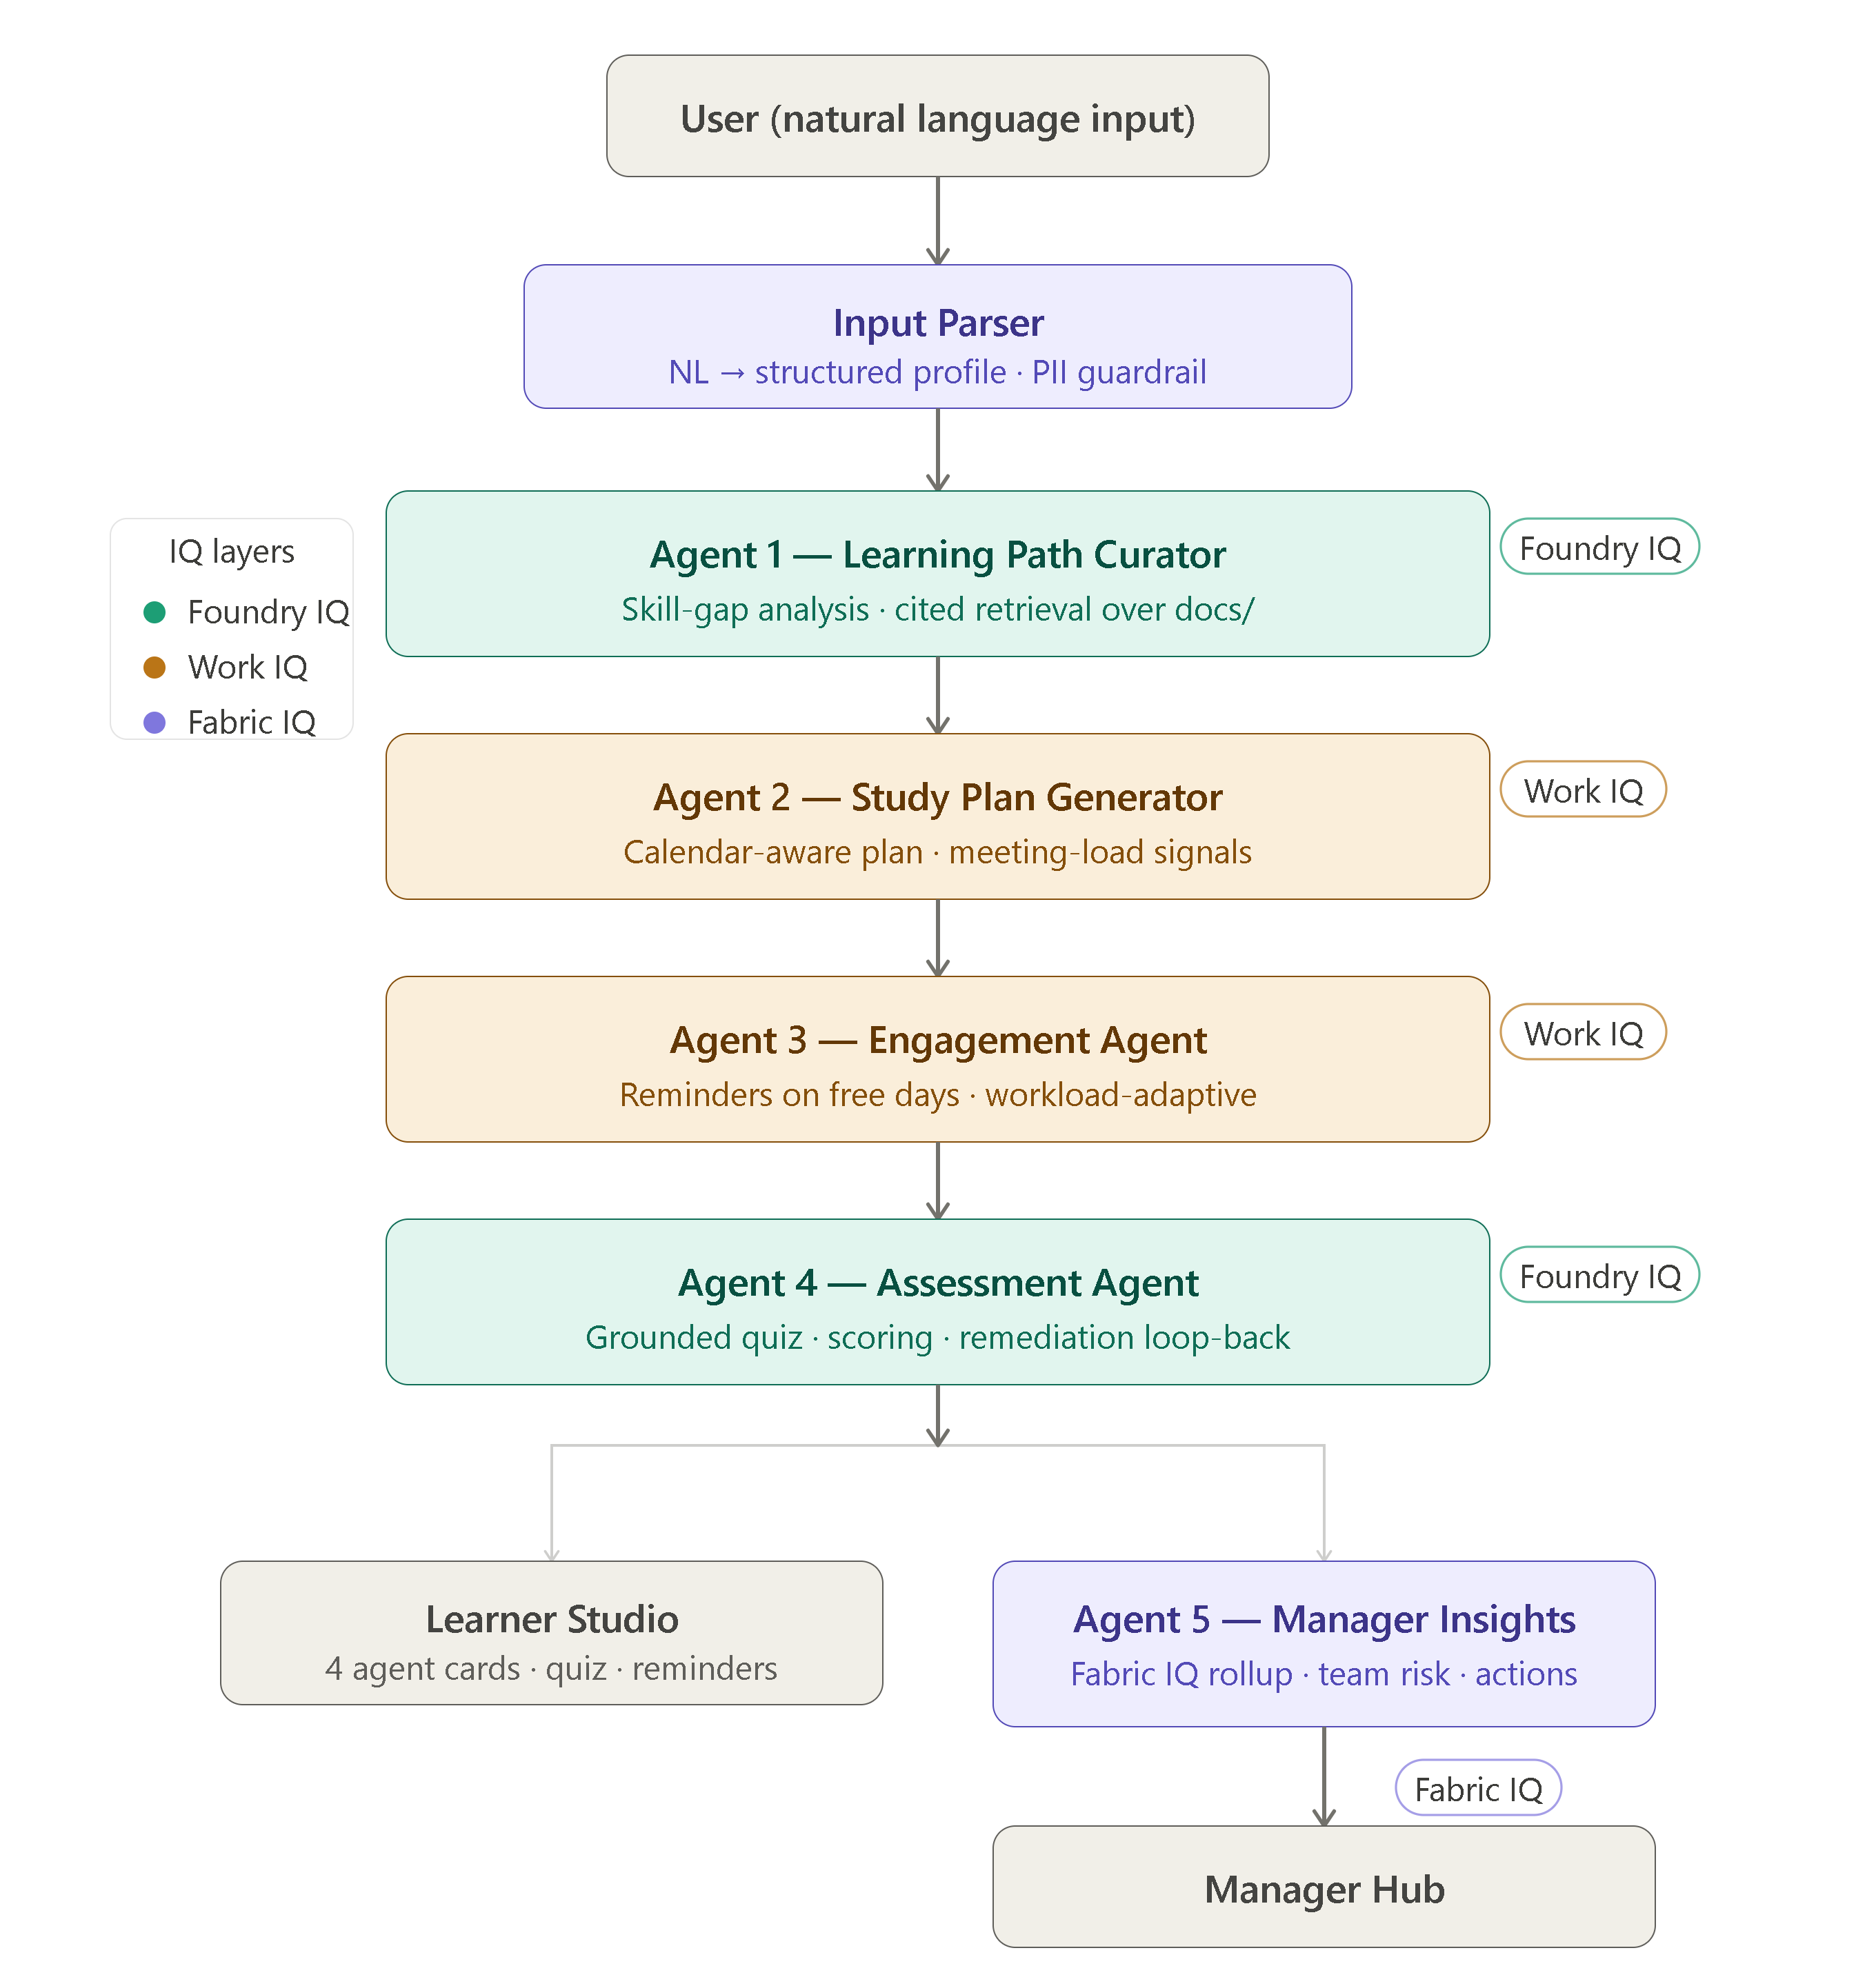 User (natural language input)
Input Parser
NL → structured profile · PII guardrail
IQ layers
Foundry IQ
Work IQ
Fabric IQ
Agent 1 — Learning Path Curator
Skill-gap analysis · cited retrieval over docs/
Foundry IQ
Agent 2 — Study Plan Generator
Calendar-aware plan · meeting-load signals
Work IQ
Agent 3 — Engagement Agent
Reminders on free days · workload-adaptive
Work IQ
Agent 4 — Assessment Agent
Grounded quiz · scoring · remediation loop-back
Foundry IQ
Learner Studio
4 agent cards · quiz · reminders
Agent 5 — Manager Insights
Fabric IQ rollup · team risk · actions
Fabric IQ
Manager Hub